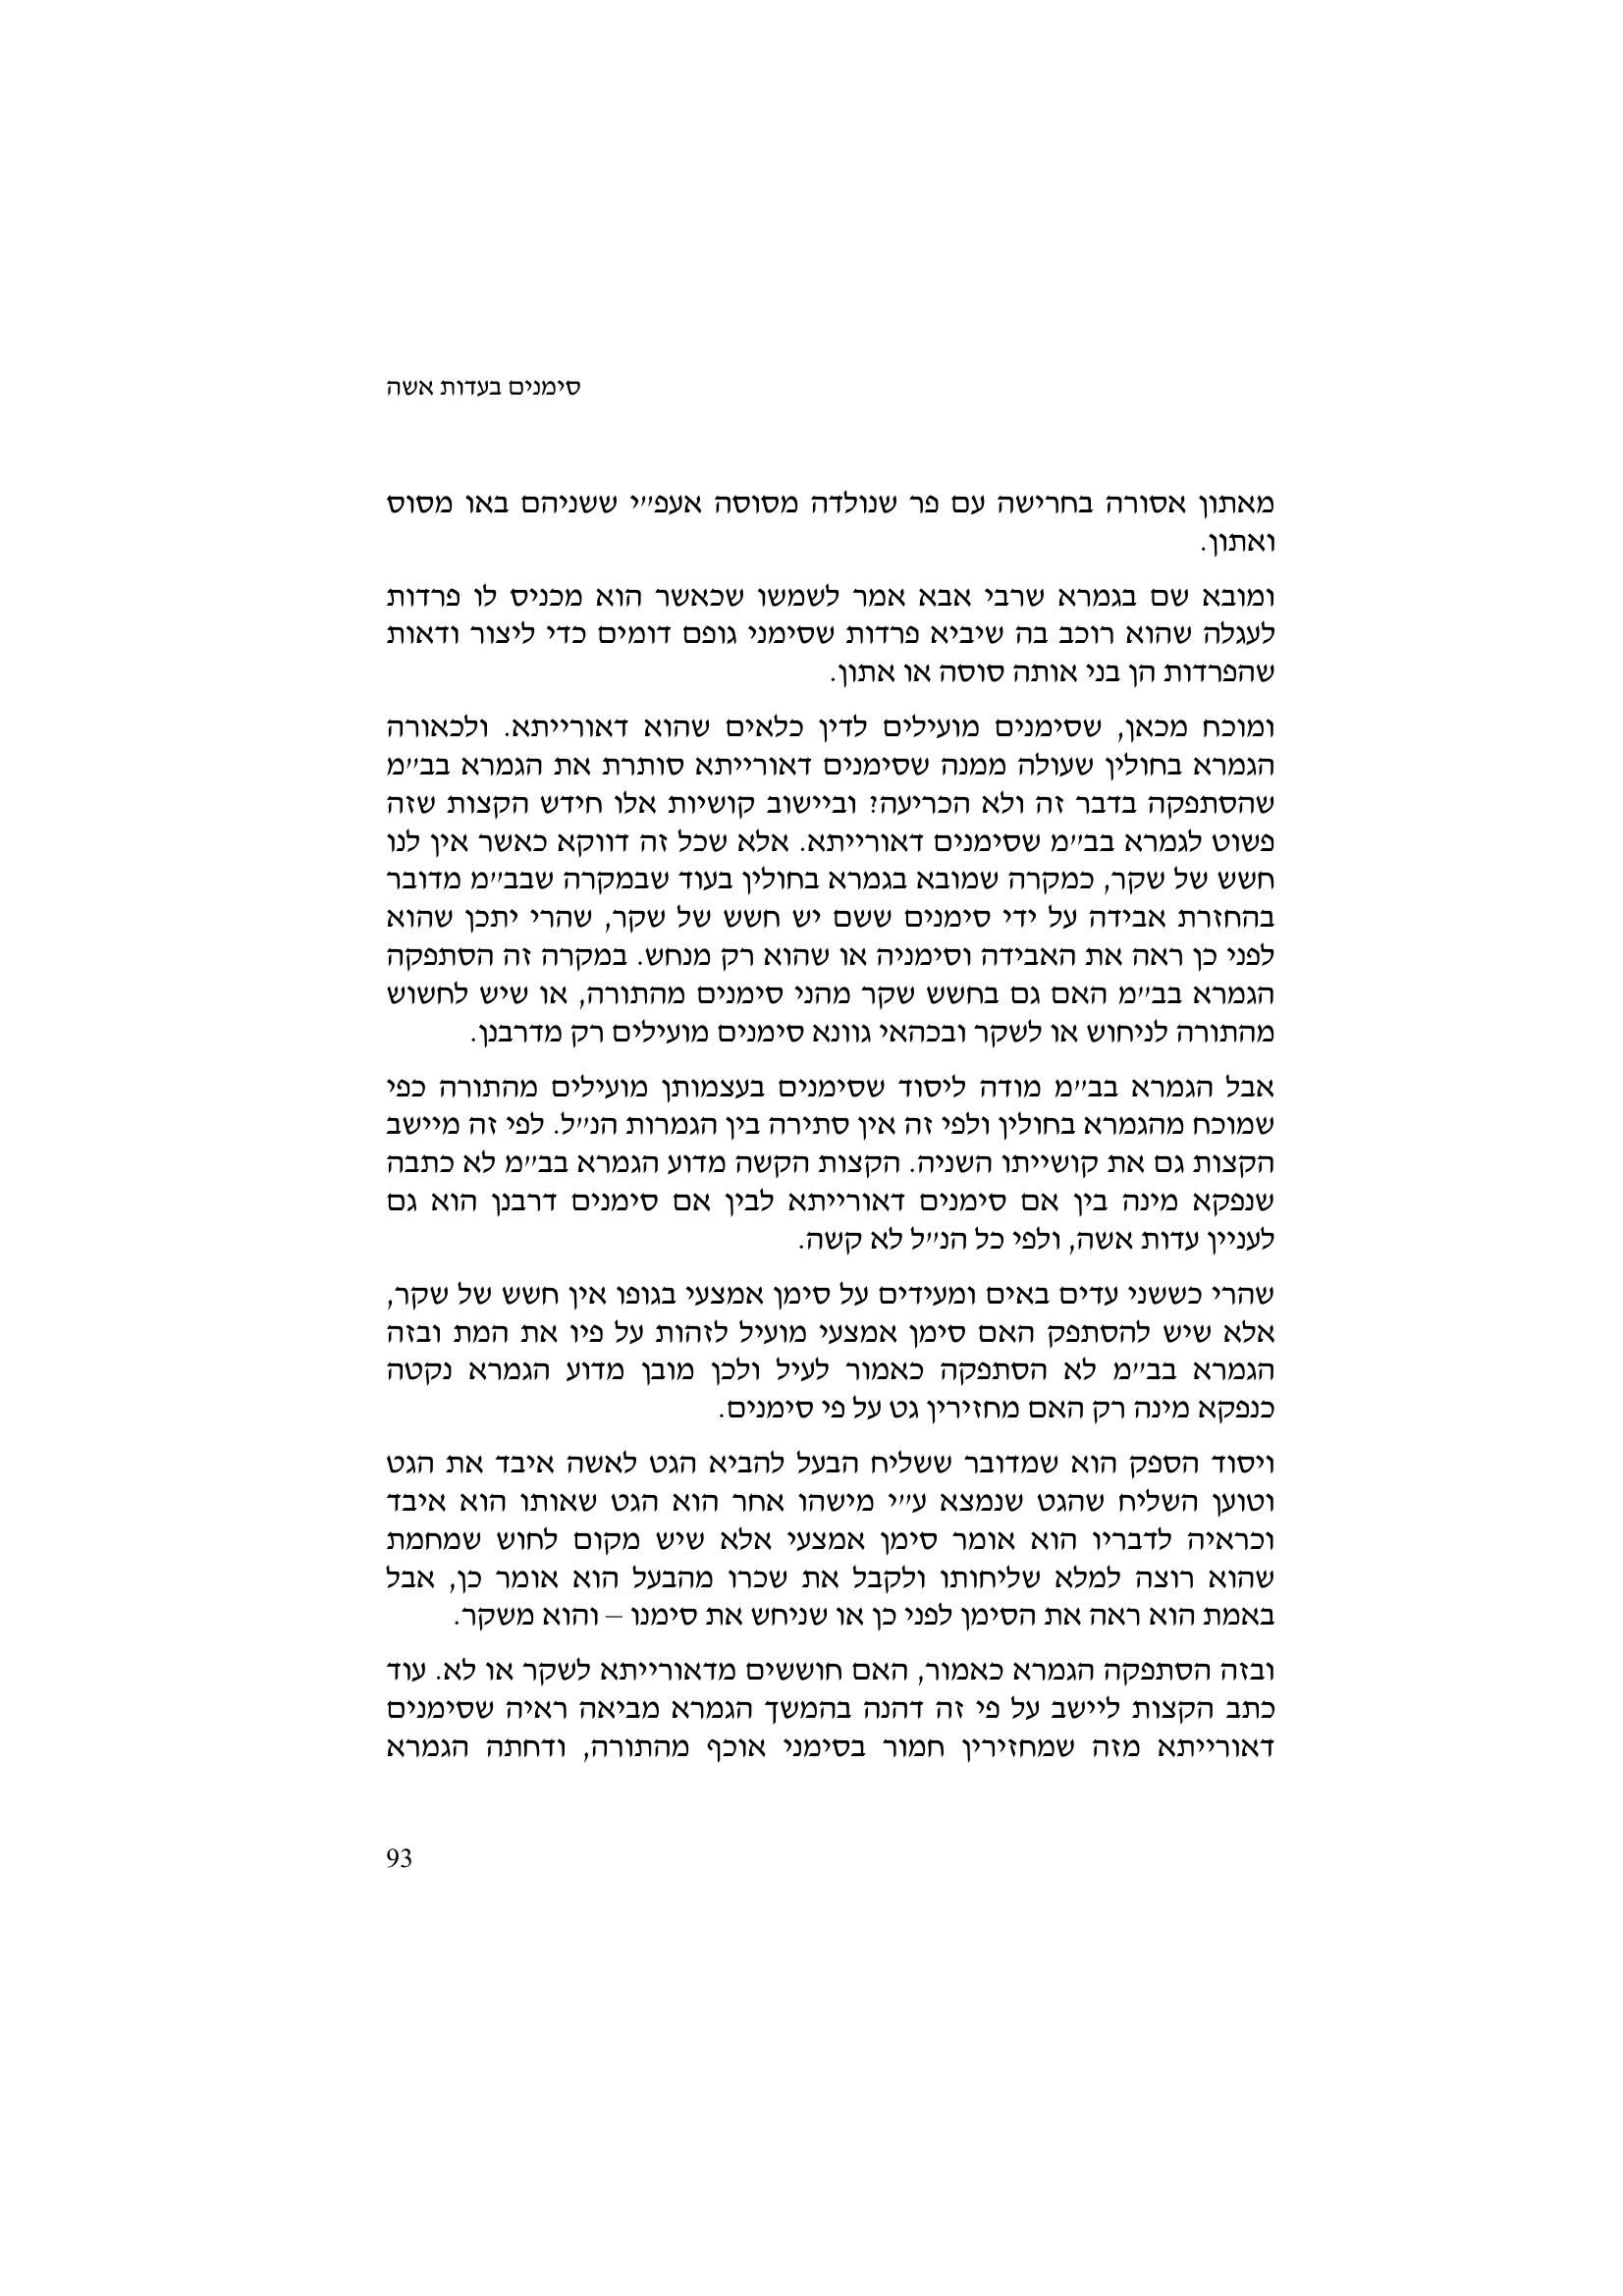 סימנים בעדות אשה
מאתון אסורה בחרישה עם פר שנולדה מסוסה אעפ״י ששניהם באו מסוס
ואתון.
ומובא שם בגמרא שרבי אבא אמר לשמשו שכאשר הוא מכניס לו פרדות
לעגלה שהוא רוכב בה שיביא פרדות שסימני גופם דומים כדי ליצור ודאות
שהפרדות הן בני אותה סוסה או אתון.
ומוכח מכאן, שסימנים מועילים לדין כלאים שהוא דאורייתא. ולכאורה
הגמרא בחולין שעולה ממנה שסימנים דאורייתא סותרת את הגמרא בב״מ
שהסתפקה בדבר זה ולא הכריעה? וביישוב קושיות אלו חידש הקצות שזה
פשוט לגמרא בב״מ שסימנים דאורייתא. אלא שכל זה דווקא כאשר אין לנו
חשש של שקר, כמקרה שמובא בגמרא בחולין בעוד שבמקרה שבב״מ מדובר
בהחזרת אבידה על ידי סימנים ששם יש חשש של שקר, שהרי יתכן שהוא
לפני כן ראה את האבידה וסימניה או שהוא רק מנחש. במקרה זה הסתפקה
הגמרא בב״מ האם גם בחשש שקר מהני סימנים מהתורה, או שיש לחשוש
מהתורה לניחוש או לשקר ובכהאי גוונא סימנים מועילים רק מדרבנן.
אבל הגמרא בב״מ מודה ליסוד שסימנים בעצמותן מועילים מהתורה כפי
שמוכח מהגמרא בחולין ולפי זה אין סתירה בין הגמרות הנ״ל. לפי זה מיישב
הקצות גם את קושייתו השניה. הקצות הקשה מדוע הגמרא בב״מ לא כתבה
שנפקא מינה בין אם סימנים דאורייתא לבין אם סימנים דרבנן הוא גם
לעניין עדות אשה, ולפי כל הנ״ל לא קשה.
שהרי כששני עדים באים ומעידים על סימן אמצעי בגופו אין חשש של שקר,
אלא שיש להסתפק האם סימן אמצעי מועיל לזהות על פיו את המת ובזה
הגמרא בב״מ לא הסתפקה כאמור לעיל ולכן מובן מדוע הגמרא נקטה
כנפקא מינה רק האם מחזירין גט על פי סימנים.
ויסוד הספק הוא שמדובר ששליח הבעל להביא הגט לאשה איבד את הגט
וטוען השליח שהגט שנמצא ע״י מישהו אחר הוא הגט שאותו הוא איבד
וכראיה לדבריו הוא אומר סימן אמצעי אלא שיש מקום לחוש שמחמת
שהוא רוצה למלא שליחותו ולקבל את שכרו מהבעל הוא אומר כן, אבל
באמת הוא ראה את הסימן לפני כן או שניחש את סימנו – והוא משקר.
ובזה הסתפקה הגמרא כאמור, האם חוששים מדאורייתא לשקר או לא. עוד
כתב הקצות ליישב על פי זה דהנה בהמשך הגמרא מביאה ראיה שסימנים
דאורייתא מזה שמחזירין חמור בסימני אוכף מהתורה, ודחתה הגמרא
93